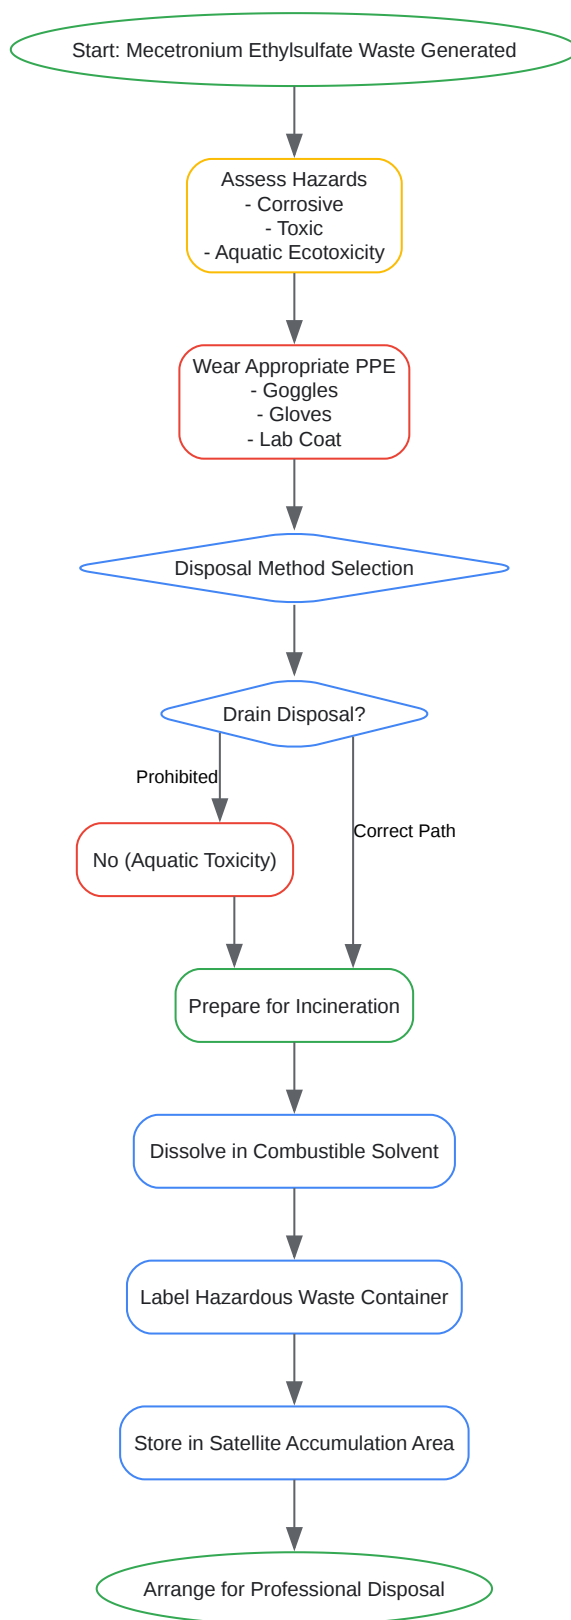 Start: Mecetronium Ethylsulfate Waste Generated
Assess Hazards
- Corrosive
- Toxic
- Aquatic Ecotoxicity
Wear Appropriate PPE
- Goggles
- Gloves
- Lab Coat
Disposal Method Selection
Drain Disposal?
Prohibited
Correct Path
No (Aquatic Toxicity)
Prepare for Incineration
Dissolve in Combustible Solvent
Label Hazardous Waste Container
Store in Satellite Accumulation Area
Arrange for Professional Disposal